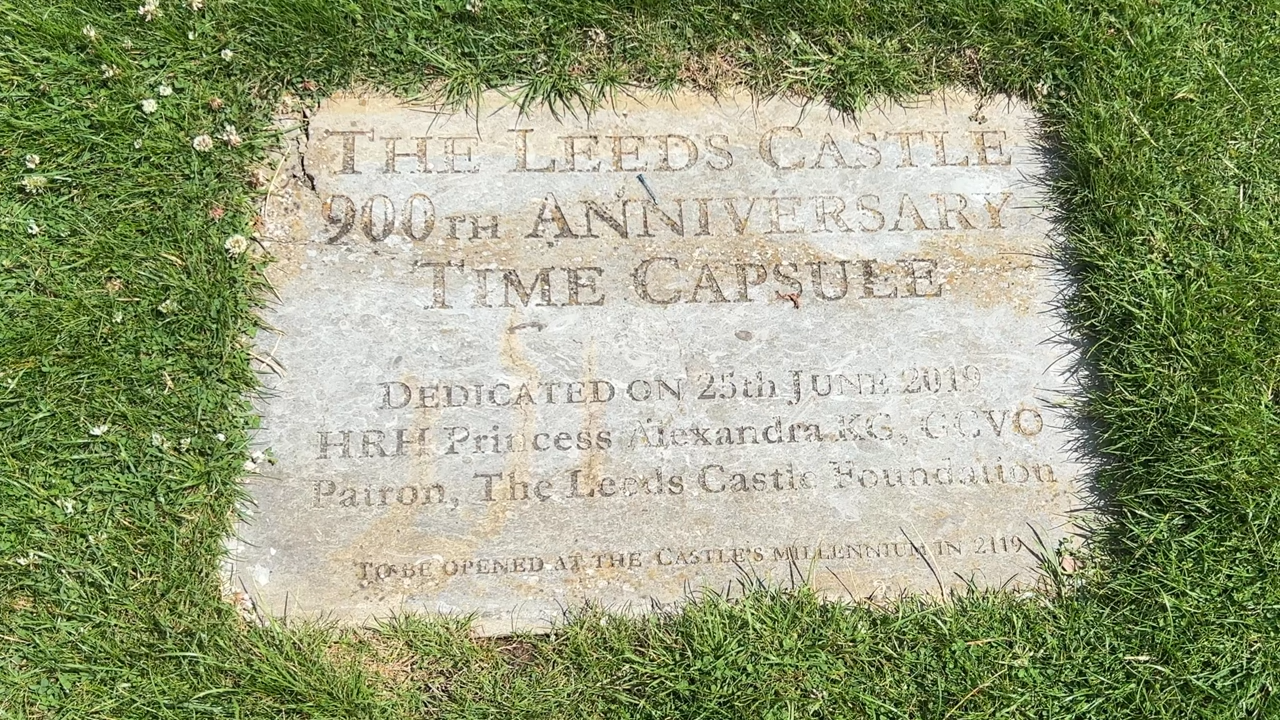 THE LEEDS CASTLE
900TH ANNIVERSARY
TIME CAPSULE
DEDICATED ON 25th JUNE 2019
HRH Princess Alexandra KG, GCVO
Patron, The Leeds Castle Foundation
TO BE OPENED AT THE CASTLE'S MILLENNIUM IN 2119